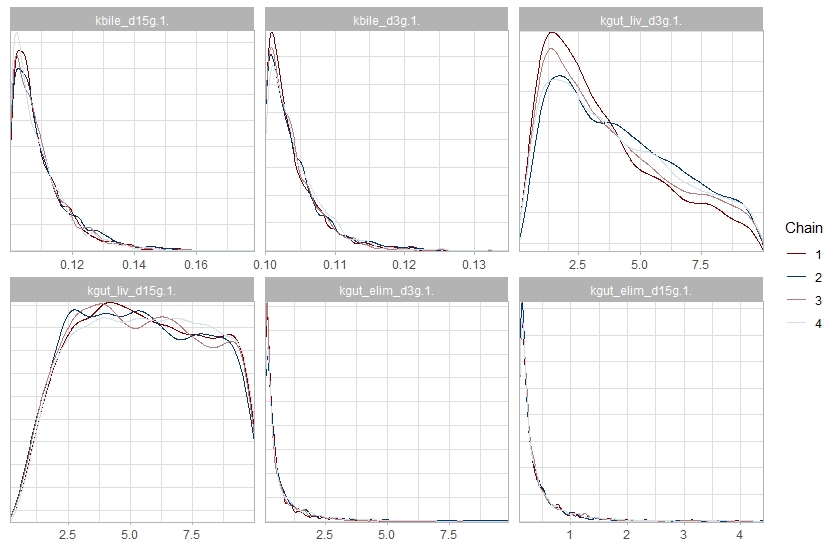 kbile_d15g.1. kbile_d3g.1. kgut_liv_d3g.1.
0.12 0.14 0.16 0.10 0.11 0.12 0.13 2.5 5.0 7.5
Chain
1
2
3
4
kgut_liv_d15g.1. kgut_elim_d3g.1. kgut_elim_d15g.1.
2.5 5.0 7.5 2.5 5.0 7.5 1 2 3 4